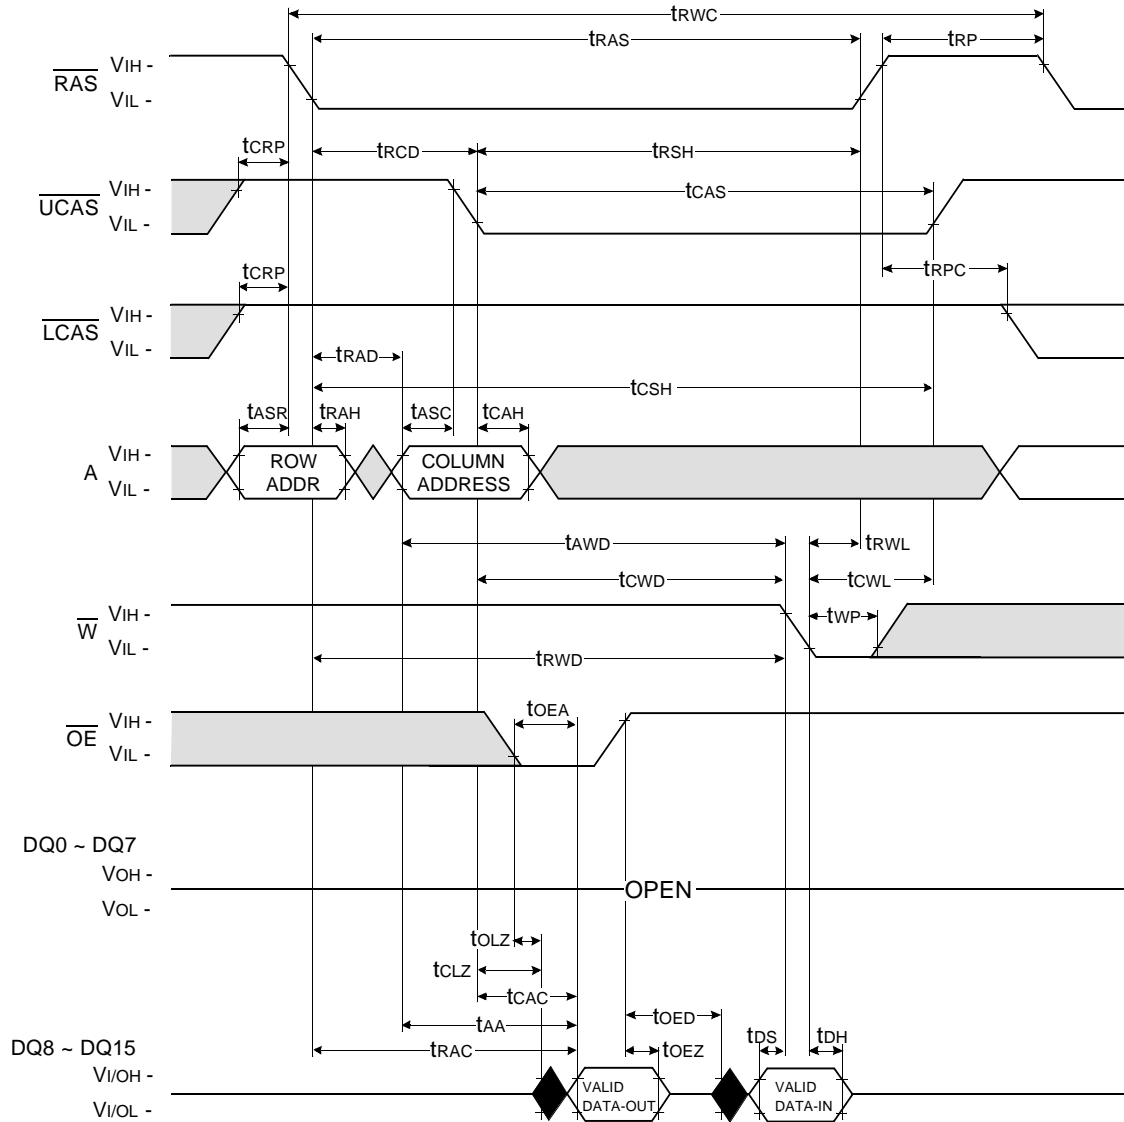 tRWC
tRAS
tRP
RAS
VIH -
VIL -
tCRP
tRCD
tRSH
UCAS
VIH -
VIL -
tCAS
tCRP
tRPC
LCAS
VIH -
VIL -
tRAD
tCSH
tASR
tRAH
tASC
tCAH
A
VIH -
VIL -
ROW
ADDR
COLUMN
ADDRESS
tAWD
tRWL
tCWD
tCWL
W
VIH -
VIL -
tWP
tRWD
OE
VIH -
VIL -
tOEA
DQ0 ~ DQ7
VOH -
VOL -
OPEN
tOLZ
tCLZ
tCAC
tAA
tOED
tRAC
tOEZ
tDS
tDH
DQ8 ~ DQ15
VI/OH -
VI/OL -
VALID
DATA-OUT
VALID
DATA-IN